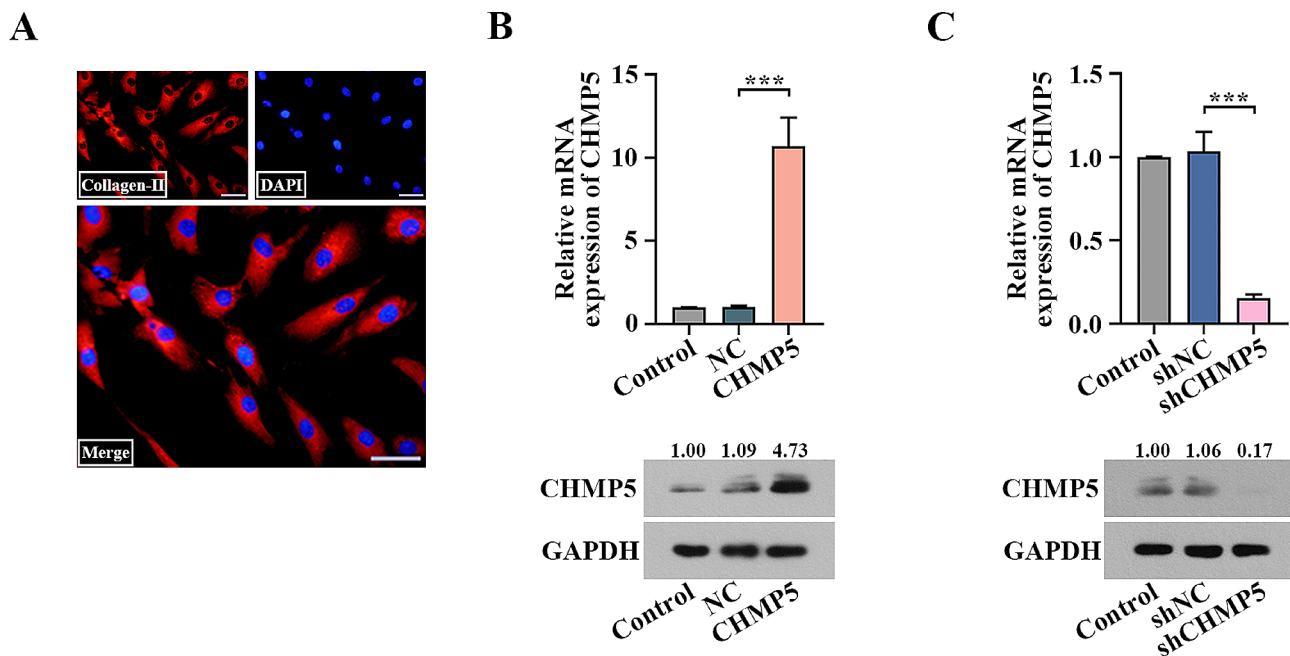 A
Collagen-II
DAPI
Merge
B
Relative mRNA
expression of CHMP5
15
10
5
0
***
Control
NC
CHMP5
1.00 1.09 4.73
CHMP5
GAPDH
Control
NC
CHMP5
C
Relative mRNA
expression of CHMP5
1.5
1.0
0.5
0.0
***
Control
shNC
shCHMP5
1.00 1.06 0.17
CHMP5
GAPDH
Control
shNC
shCHMP5